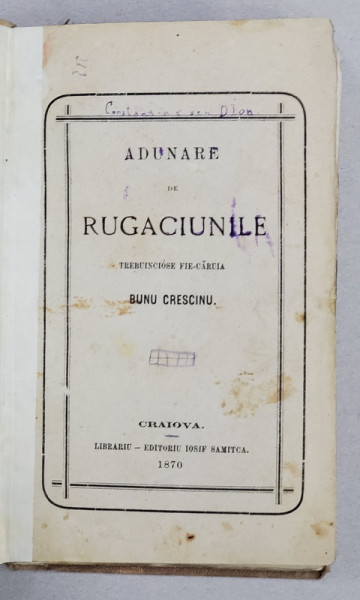 ADUNARE
DE
RUGACIUNILE
TREBUINCIÓSE FIE-CĂRUIA
BUNU CRESCINU.
CRAIOVA.
LIBRARIU — EDITORIU IOSIF SAMITCA.
1870